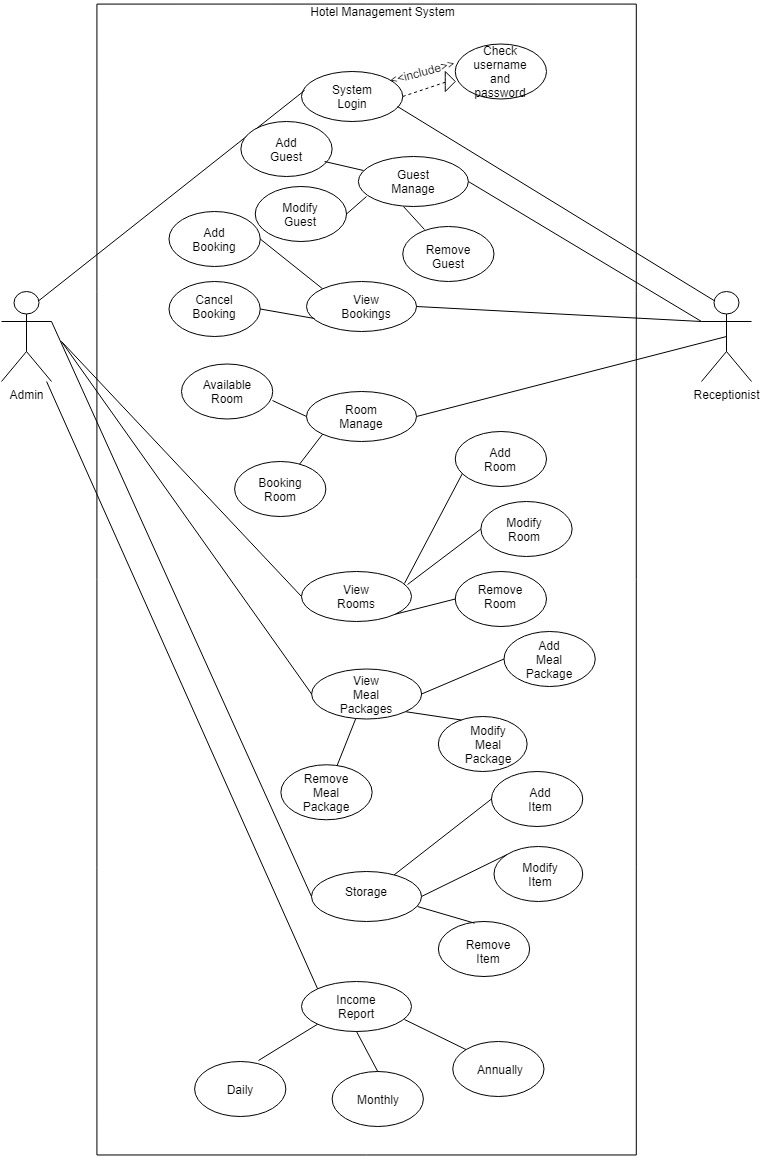 Hotel Management System
Check
username
and
password
<<include>>
System
Login
Add
Guest
Guest
Manage
Modify
Guest
Add
Booking
Remove
Guest
Cancel
Booking
View
Bookings
Admin
Receptionist
Available
Room
Room
Manage
Add
Room
Booking
Room
Modify
Room
View
Rooms
Remove
Room
Add
Meal
Package
View
Meal
Packages
Modify
Meal
Package
Remove
Meal
Package
Add
Item
Modify
Item
Storage
Remove
Item
Income
Report
Annually
Daily
Monthly